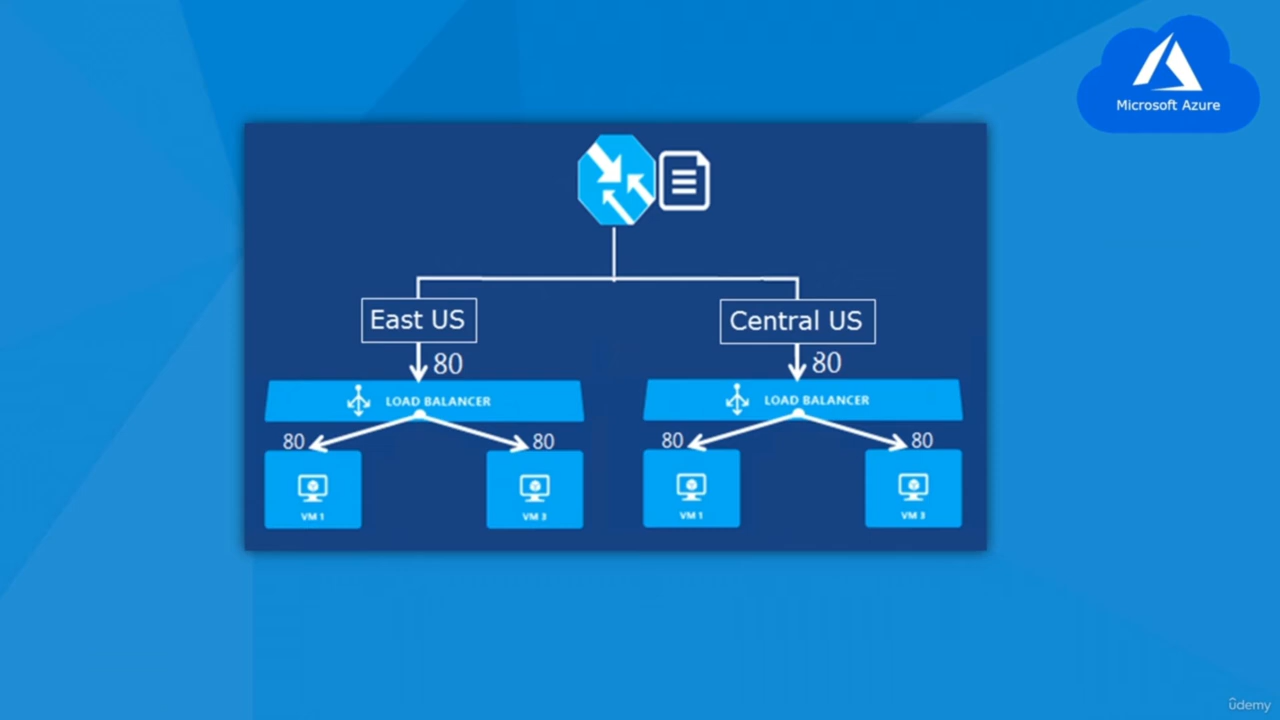 Microsoft Azure
East US
Central US
80
80
LOAD BALANCER
LOAD BALANCER
80
80
80
80
VM 1
VM 3
VM 1
VM 3
ûdemy